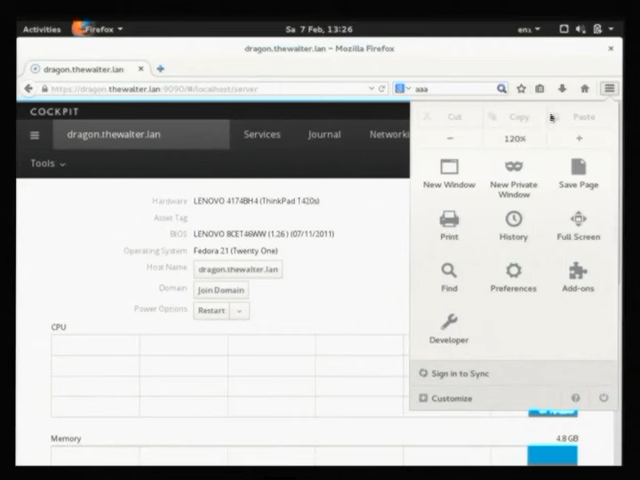 Activities Firefox Sa 7 Feb, 13:26 en1
dragon.thewalter.lan – Mozilla Firefox
dragon.thewalter.lan
https://dragon.thewalter.lan:9090/#/localhost/server aaa
COCKPIT
dragon.thewalter.lan Services Journal Networki
Tools
Cut Copy Paste
120%
New Window New Private Window Save Page
Print History Full Screen
Find Preferences Add-ons
Developer
Sign in to Sync
Customize
Hardware LENOVO 4174BH4 (ThinkPad T420s)
Asset Tag
BIOS LENOVO 8CET46WW (1.26 ) (07/11/2011)
Operating System Fedora 21 (Twenty One)
Host Name dragon.thewalter.lan
Domain Join Domain
Power Options Restart
CPU
Memory 4.8 GB